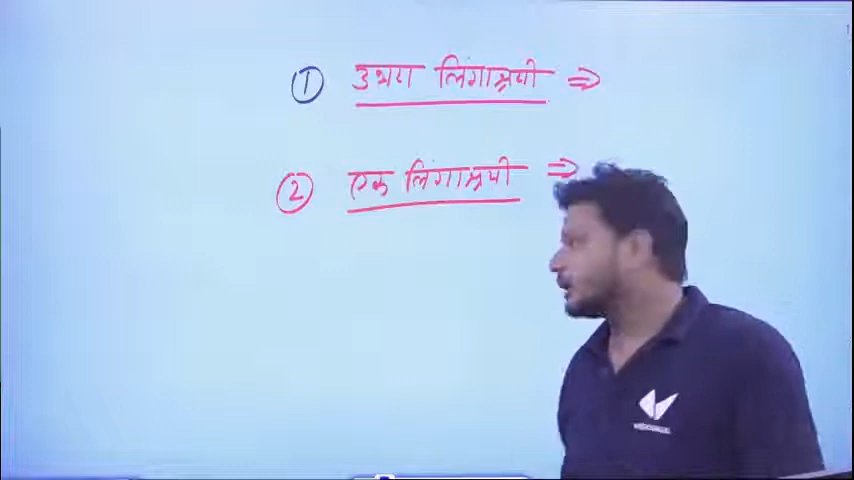 ① उभय लिंगाश्रयी ⇒
② एक लिंगाश्रयी ⇒